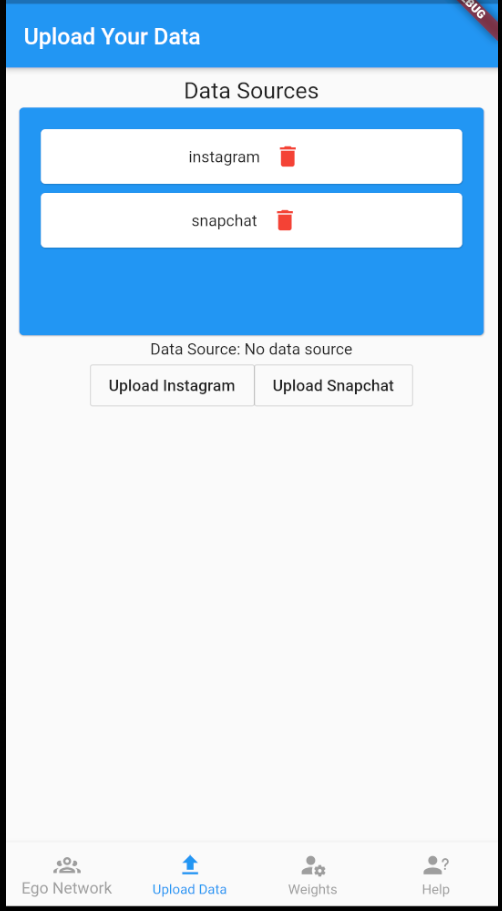 Upload Your Data
Data Sources
instagram
snapchat
Data Source: No data source
Upload Instagram Upload Snapchat
Ego Network Upload Data Weights Help